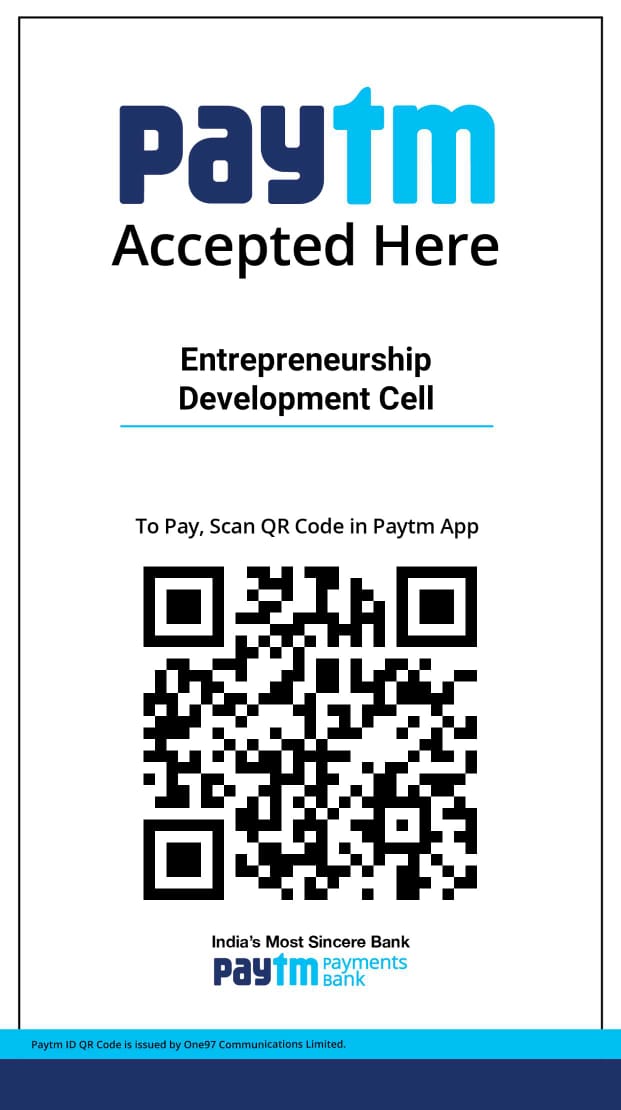 paytm
Accepted Here
Entrepreneurship
Development Cell
To Pay, Scan QR Code in Paytm App
India's Most Sincere Bank
paytm Payments
Bank
Paytm ID QR Code is issued by One97 Communications Limited.